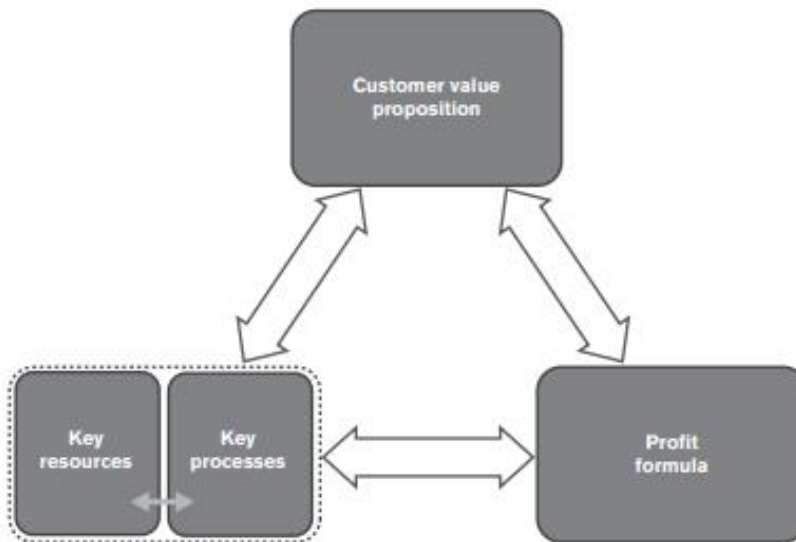 Customer value
proposition
Key
resources
Key
processes
Profit
formula